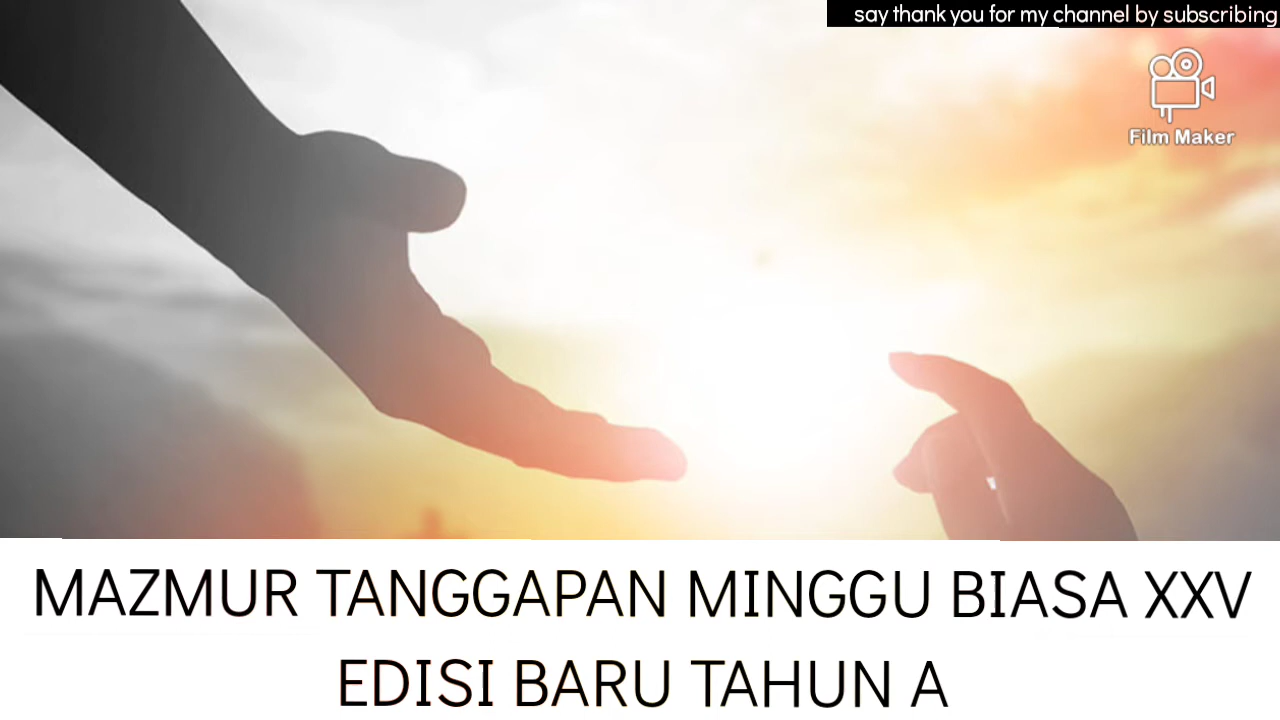 say thank you for my channel by subscribing
Film Maker
MAZMUR TANGGAPAN MINGGU BIASA XXV
EDISI BARU TAHUN A